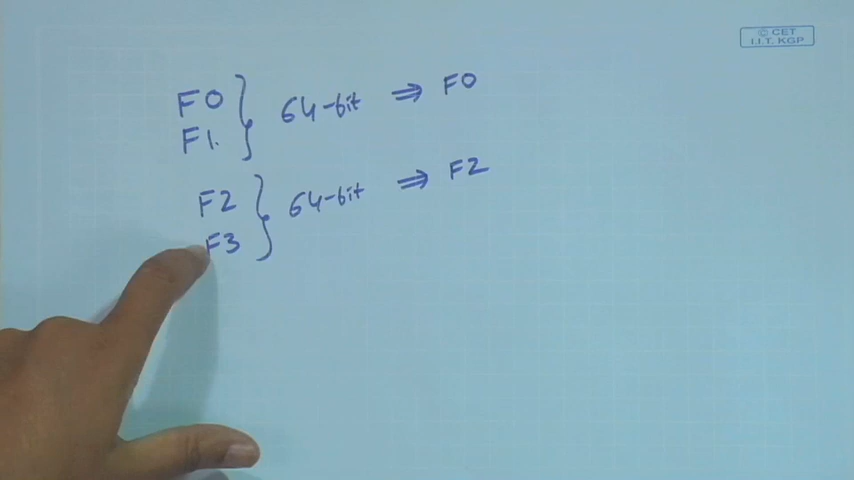 © CET
I.I.T. KGP
F0
F1.
} 64-bit ⇒ F0
F2
F3
} 64-bit ⇒ F2